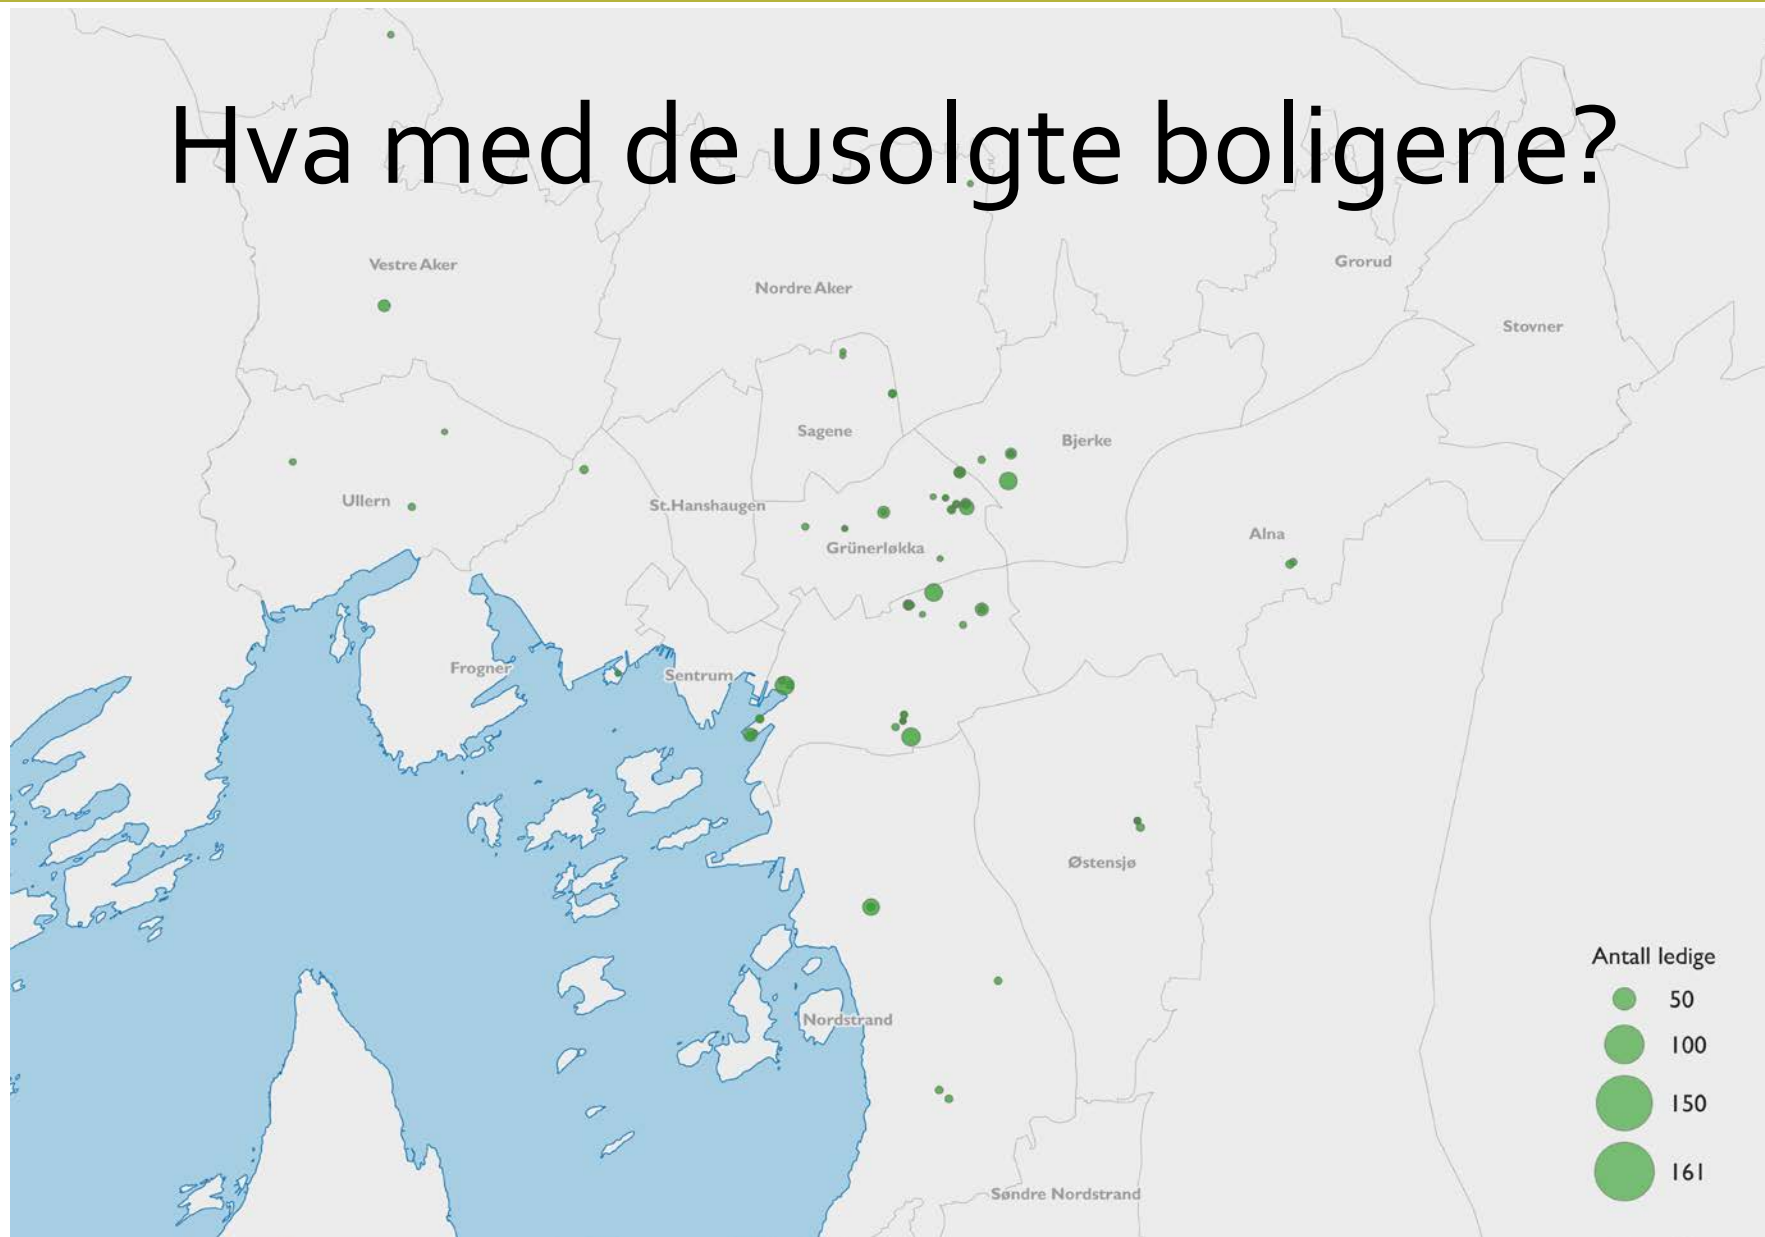 Hva med de usolgte boligene?
Vestre Aker
Nordre Aker
Grorud
Stovner
Sagene
Bjerke
Ullern
St.Hanshaugen
Alna
Grünerløkka
Frogner
Sentrum
Østensjø
Nordstrand
Søndre Nordstrand
Antall ledige
50
100
150
161